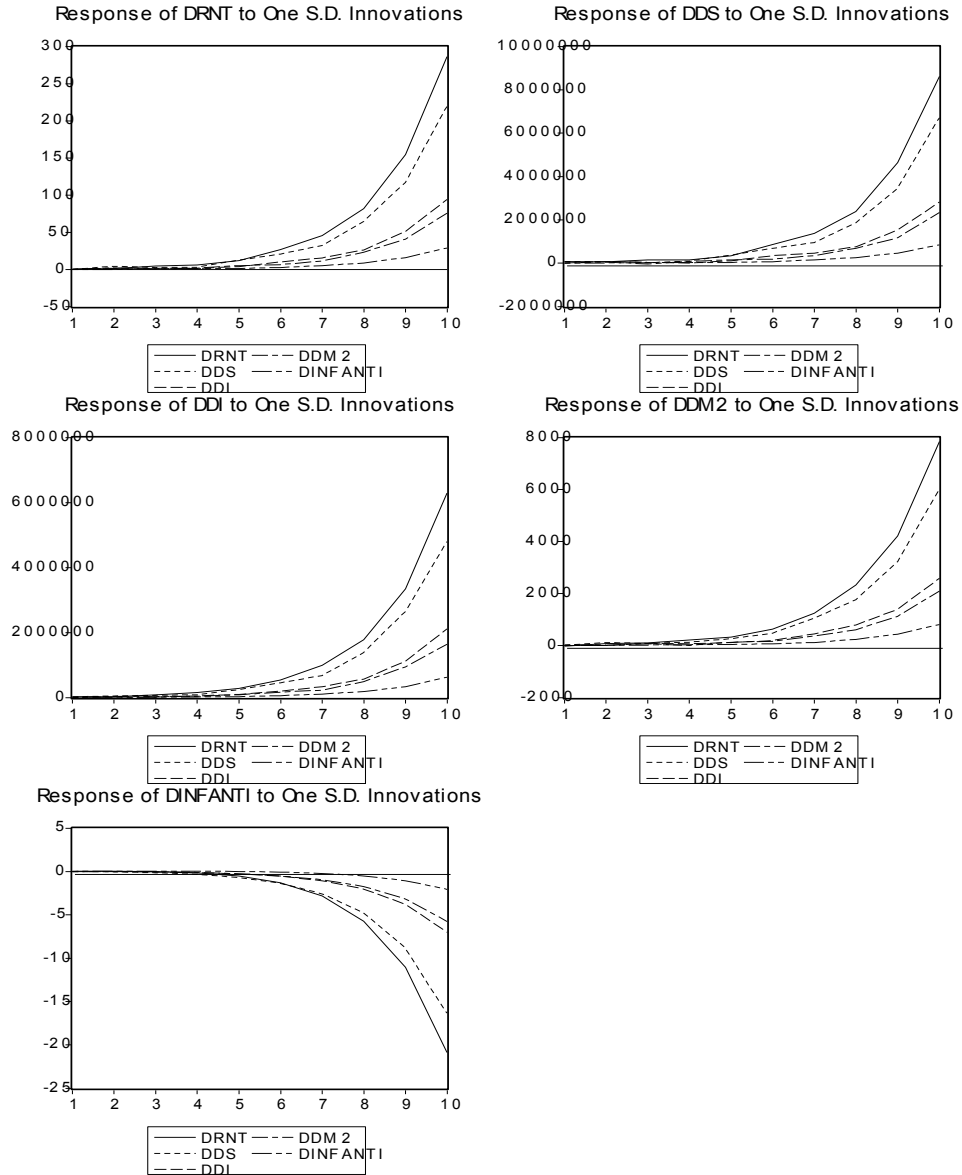 Response of DRNT to One S.D. Innovations
300
250
200
150
100
50
0
-50
1 2 3 4 5 6 7 8 9 10
DRNT DDM2
DDS DINFANTI
DDI
Response of DDS to One S.D. Innovations
10000000
8000000
6000000
4000000
2000000
0
-2000000
1 2 3 4 5 6 7 8 9 10
DRNT DDM2
DDS DINFANTI
DDI
Response of DDI to One S.D. Innovations
8000000
6000000
4000000
2000000
0
1 2 3 4 5 6 7 8 9 10
DRNT DDM2
DDS DINFANTI
DDI
Response of DDM2 to One S.D. Innovations
8000
6000
4000
2000
0
-2000
1 2 3 4 5 6 7 8 9 10
DRNT DDM2
DDS DINFANTI
DDI
Response of DINFANTI to One S.D. Innovations
5
0
-5
-10
-15
-20
-25
1 2 3 4 5 6 7 8 9 10
DRNT DDM2
DDS DINFANTI
DDI